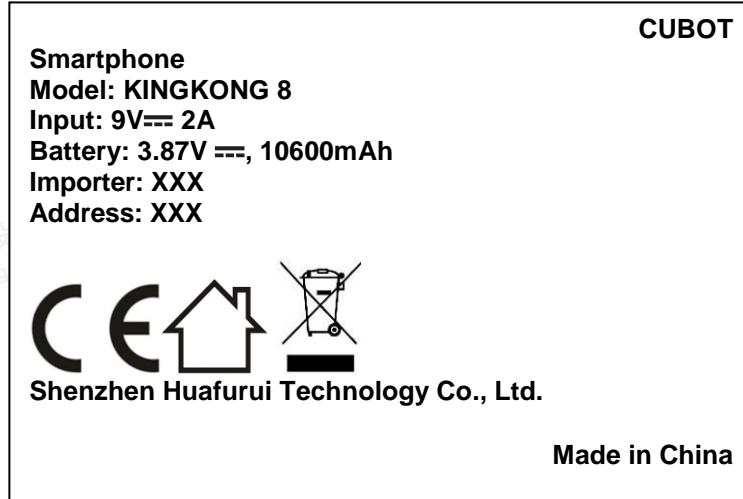 CUBOT
Smartphone
Model: KINGKONG 8
Input: 9V⎓ 2A
Battery: 3.87V ⎓, 10600mAh
Importer: XXX
Address: XXX
CE
Shenzhen Huafurui Technology Co., Ltd.
Made in China